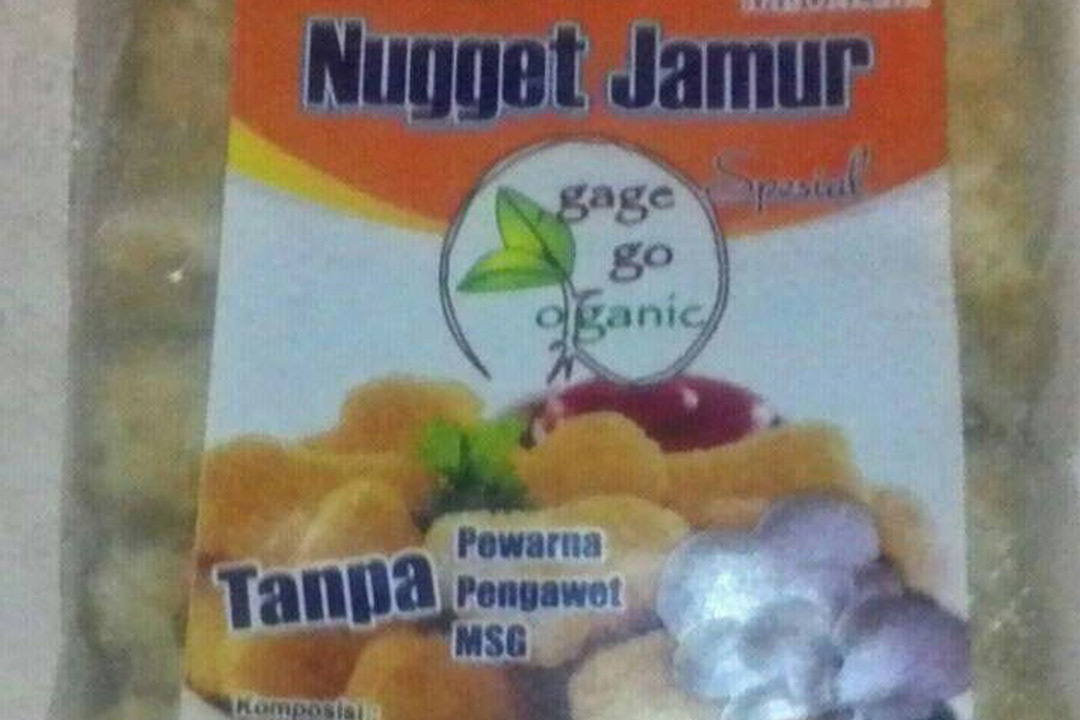 Nugget Jamur
Spesial
gage
go
organic
Tanpa
Pewarna
Pengawet
MSG
Komposisi :